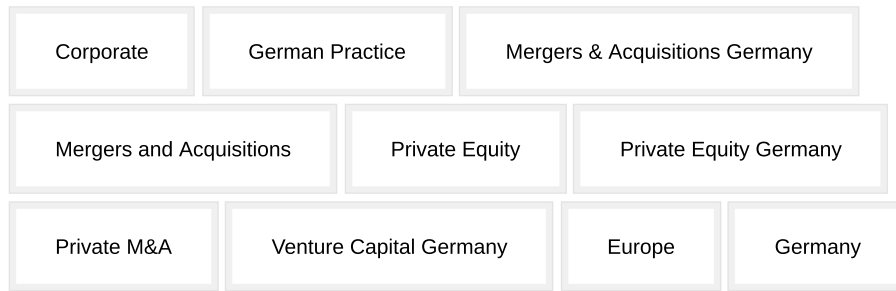 Corporate German Practice Mergers & Acquisitions Germany
Mergers and Acquisitions Private Equity Private Equity Germany
Private M&A Venture Capital Germany Europe Germany